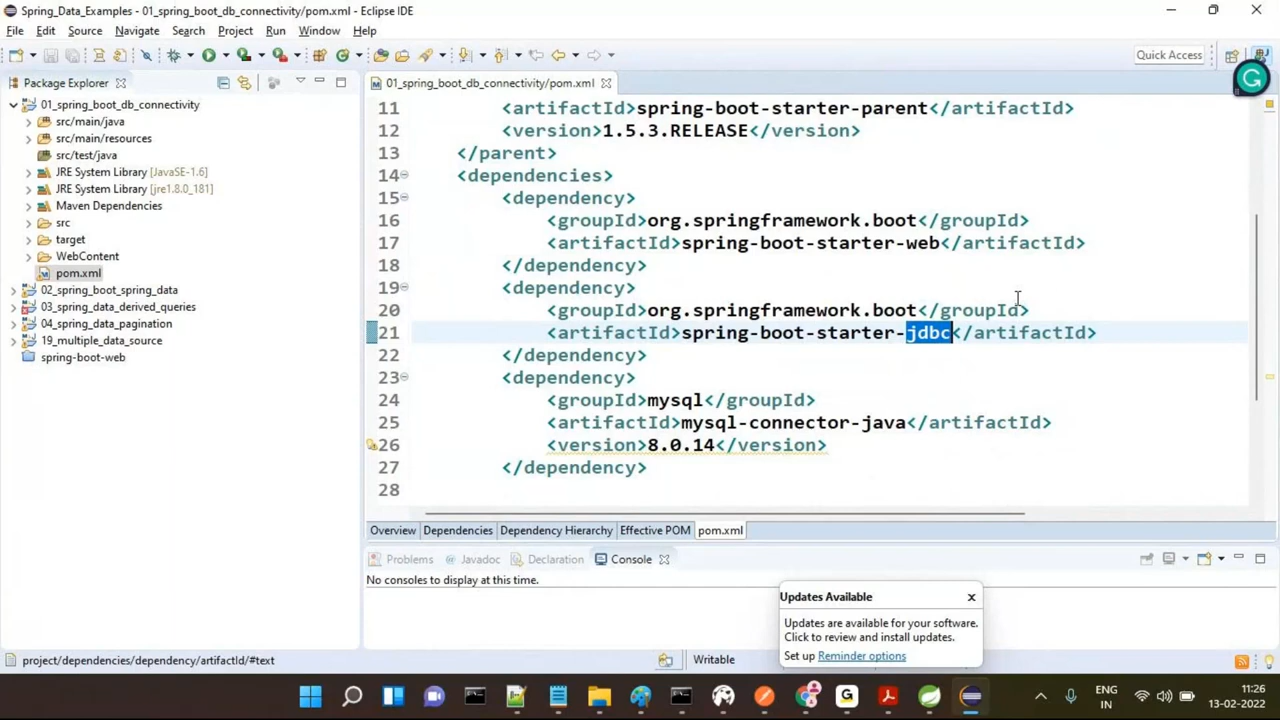 Spring_Data_Examples - 01_spring_boot_db_connectivity/pom.xml - Eclipse IDE
File Edit Source Navigate Search Project Run Window Help
Quick Access
Package Explorer
01_spring_boot_db_connectivity
src/main/java
src/main/resources
src/test/java
JRE System Library [JavaSE-1.6]
JRE System Library [jre1.8.0_181]
Maven Dependencies
src
target
WebContent
pom.xml
02_spring_boot_spring_data
03_spring_data_derived_queries
04_spring_data_pagination
19_multiple_data_source
spring-boot-web
01_spring_boot_db_connectivity/pom.xml
G
11 <artifactId>spring-boot-starter-parent</artifactId>
12 <version>1.5.3.RELEASE</version>
13 </parent>
14 <dependencies>
15 <dependency>
16 <groupId>org.springframework.boot</groupId>
17 <artifactId>spring-boot-starter-web</artifactId>
18 </dependency>
19 <dependency>
20 <groupId>org.springframework.boot</groupId>
21 <artifactId>spring-boot-starter-jdbc</artifactId>
22 </dependency>
23 <dependency>
24 <groupId>mysql</groupId>
25 <artifactId>mysql-connector-java</artifactId>
26 <version>8.0.14</version>
27 </dependency>
28
Overview Dependencies Dependency Hierarchy Effective POM pom.xml
Problems @ Javadoc Declaration Console
No consoles to display at this time.
Updates Available x
Updates are available for your software.
Click to review and install updates.
Set up Reminder options
project/dependencies/dependency/artifactId/#text
Writable
G
ENG
IN
11:26
13-02-2022